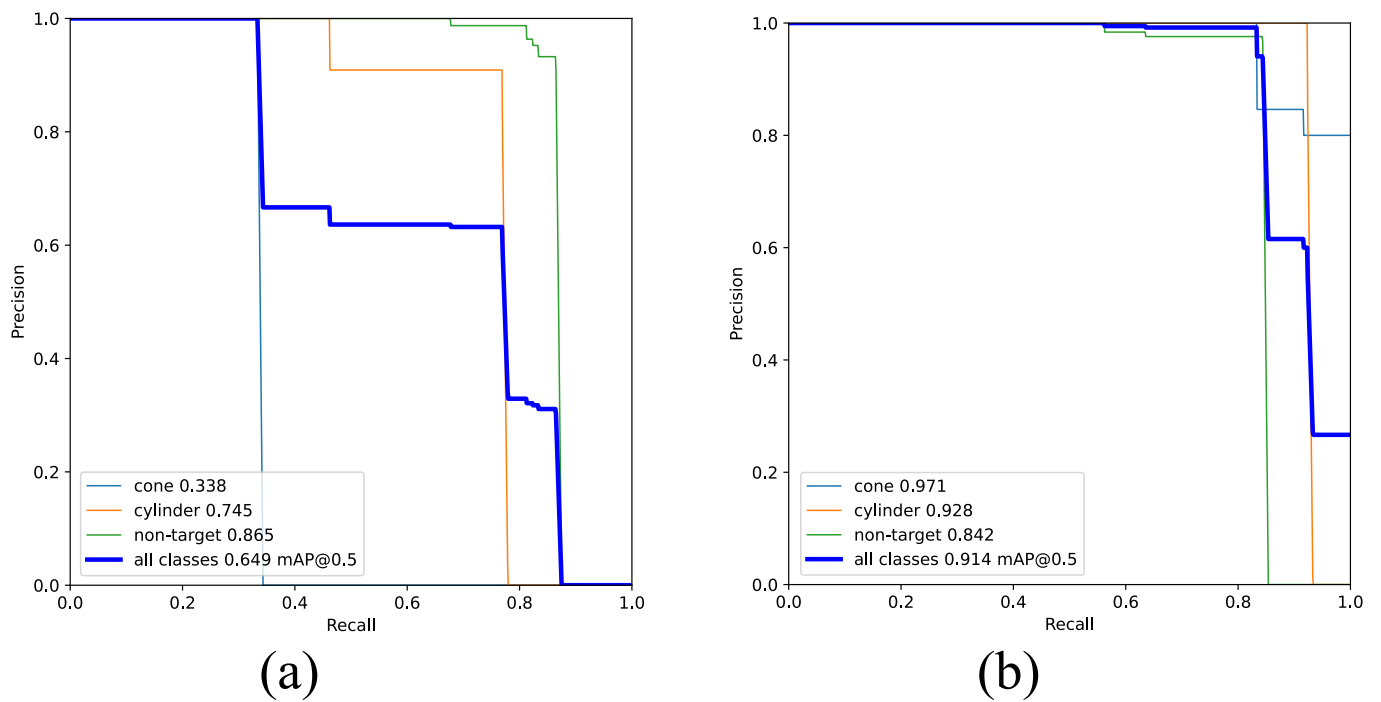 1.0
0.8
0.6
0.4
0.2
0.0
Precision
0.0 0.2 0.4 0.6 0.8 1.0
Recall
cone 0.338
cylinder 0.745
non-target 0.865
all classes 0.649 mAP@0.5
(a)
1.0
0.8
0.6
0.4
0.2
0.0
Precision
0.0 0.2 0.4 0.6 0.8 1.0
Recall
cone 0.971
cylinder 0.928
non-target 0.842
all classes 0.914 mAP@0.5
(b)